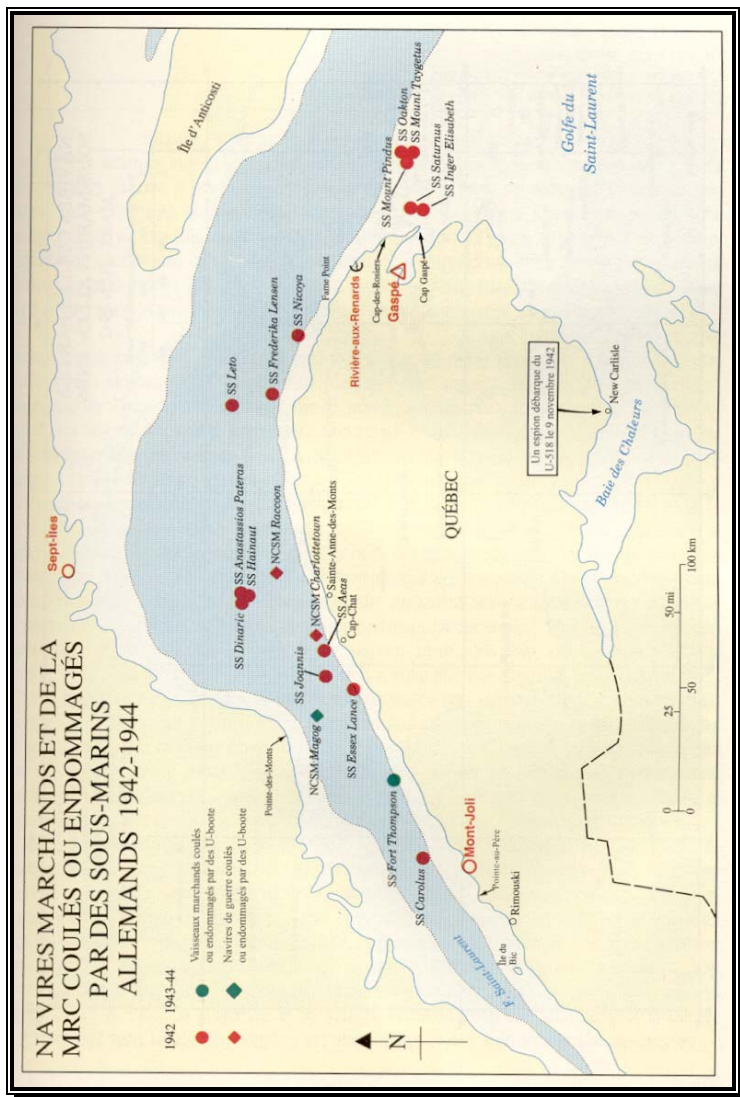 NAVIRES MARCHANDS ET DE LA
MRC COULÉS OU ENDOMMAGÉS
PAR DES SOUS-MARINS
ALLEMANDS 1942-1944
1942 1943-44
Vaisseaux marchands coulés
ou endommagés par des U-boote
Navires de guerre coulés
ou endommagés par des U-boote
N
Sept-Îles
Île d'Anticosti
Pointe-des-Monts
SS Dinaric
SS Anastassios Pateras
SS Hainaut
SS Leto
NCSM Raccoon
SS Frederika Lensen
SS Nicoya
NCSM Magog
SS Joannis
NCSM Charlottetown
SS Aeas
SS Essex Lance
Sainte-Anne-des-Monts
Cap-Chat
SS Fort Thompson
SS Carolus
Fame Point
Rivière-aux-Renards
Cap-des-Rosiers
Gaspé
Cap Gaspé
SS Mount Pindus
SS Oakton
SS Mount Taygetus
SS Saturnus
SS Inger Elisabeth
Mont-Joli
Pointe-au-Père
Rimouski
Île du
Bic
F. Saint-Laurent
QUÉBEC
Golfe du
Saint-Laurent
Un espion débarque du
U-518 le 9 novembre 1942
New Carlisle
Baie des Chaleurs
0 25 50 mi
0 50 100 km